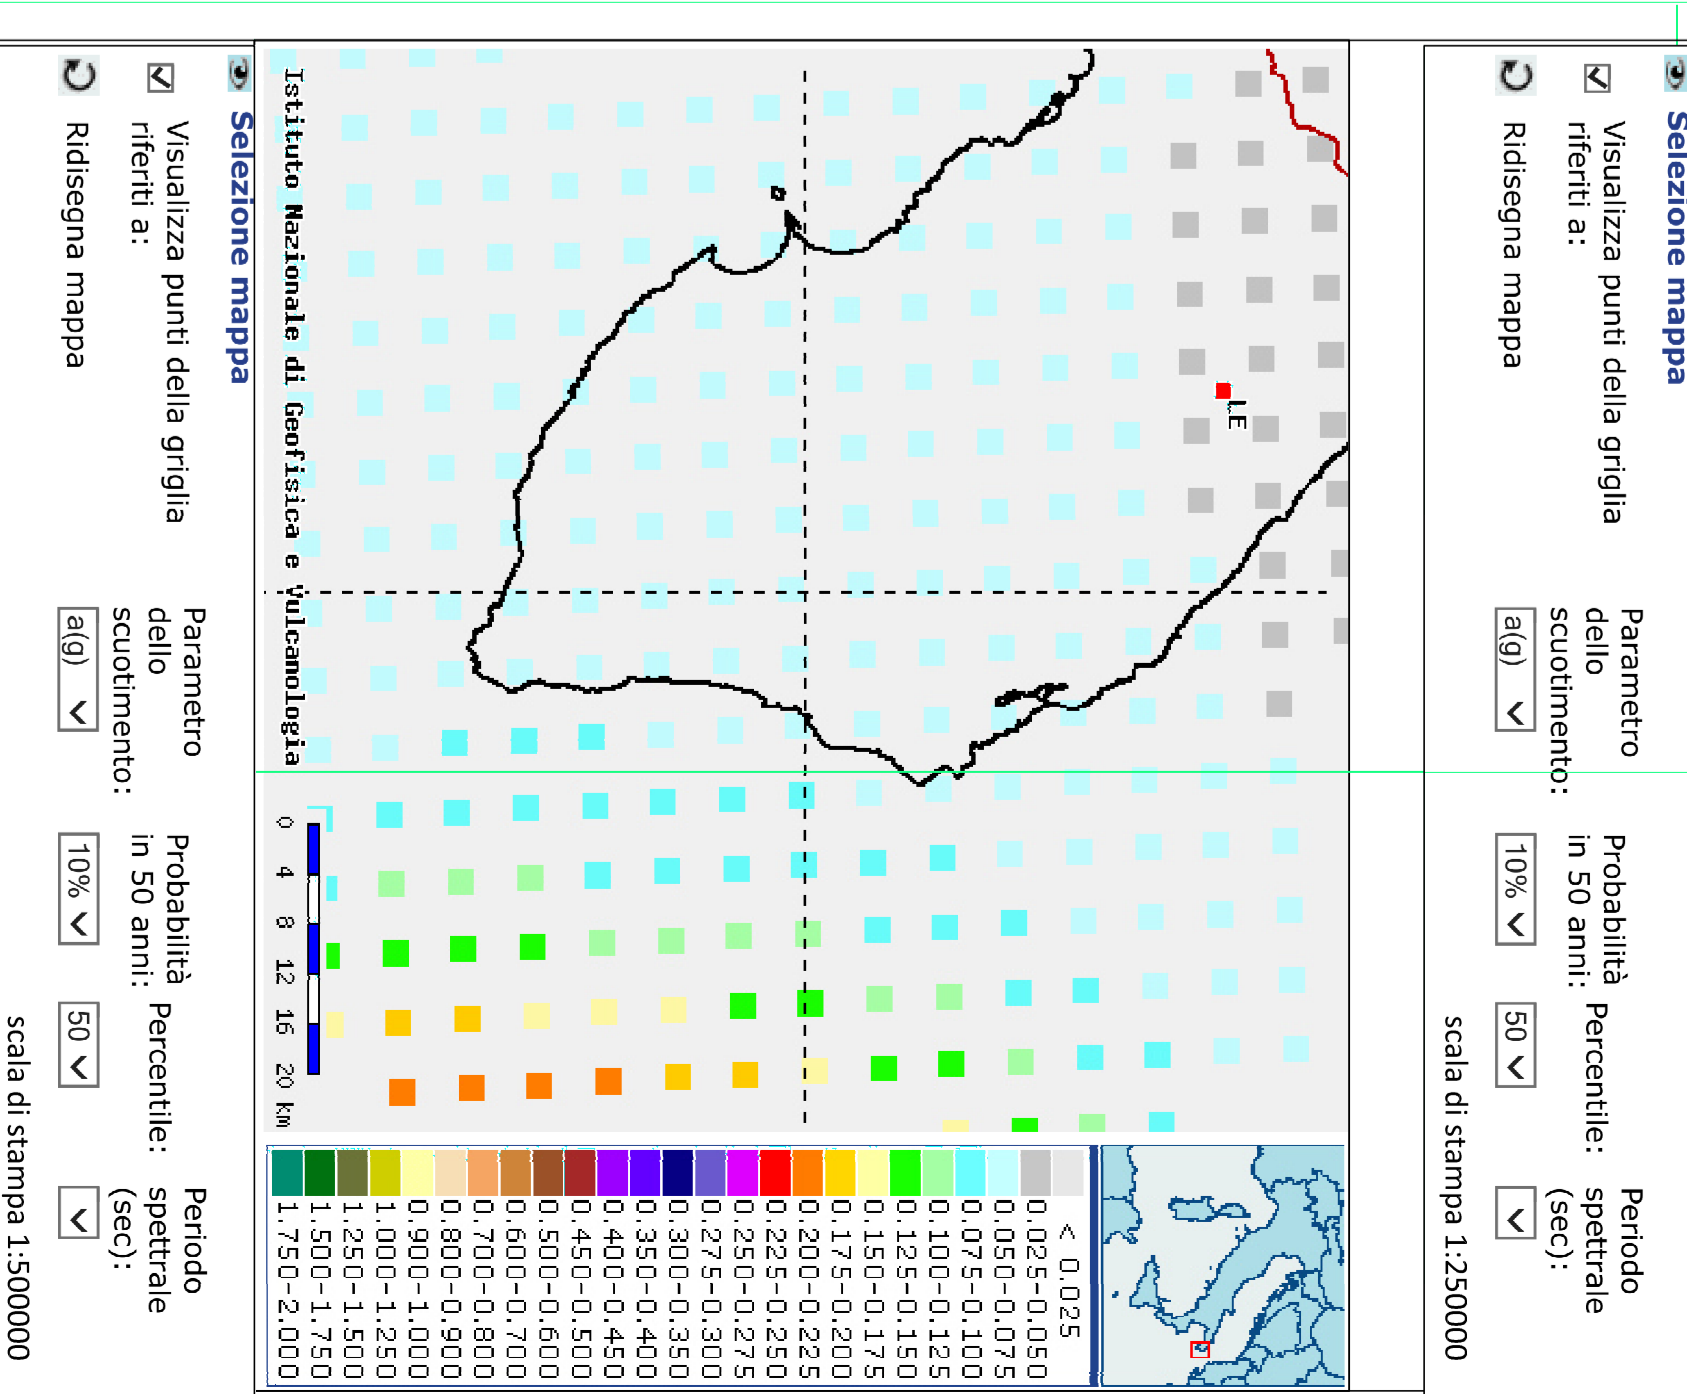 Selezione mappa
Visualizza punti della griglia
riferiti a:
Ridisegna mappa
Parametro
dello
scuotimento:
a(g)
Probabilità
in 50 anni:
10%
Percentile:
50
Periodo
spettrale
(sec):
scala di stampa 1:250000
LE
Istituto Nazionale di Geofisica e Vulcanologia
0 4 8 12 16 20 km
< 0.025
0.025-0.050
0.050-0.075
0.075-0.100
0.100-0.125
0.125-0.150
0.150-0.175
0.175-0.200
0.200-0.225
0.225-0.250
0.250-0.275
0.275-0.300
0.300-0.350
0.350-0.400
0.400-0.450
0.450-0.500
0.500-0.600
0.600-0.700
0.700-0.800
0.800-0.900
0.900-1.000
1.000-1.250
1.250-1.500
1.500-1.750
1.750-2.000
Selezione mappa
Visualizza punti della griglia
riferiti a:
Ridisegna mappa
Parametro
dello
scuotimento:
a(g)
Probabilità
in 50 anni:
10%
Percentile:
50
Periodo
spettrale
(sec):
scala di stampa 1:500000